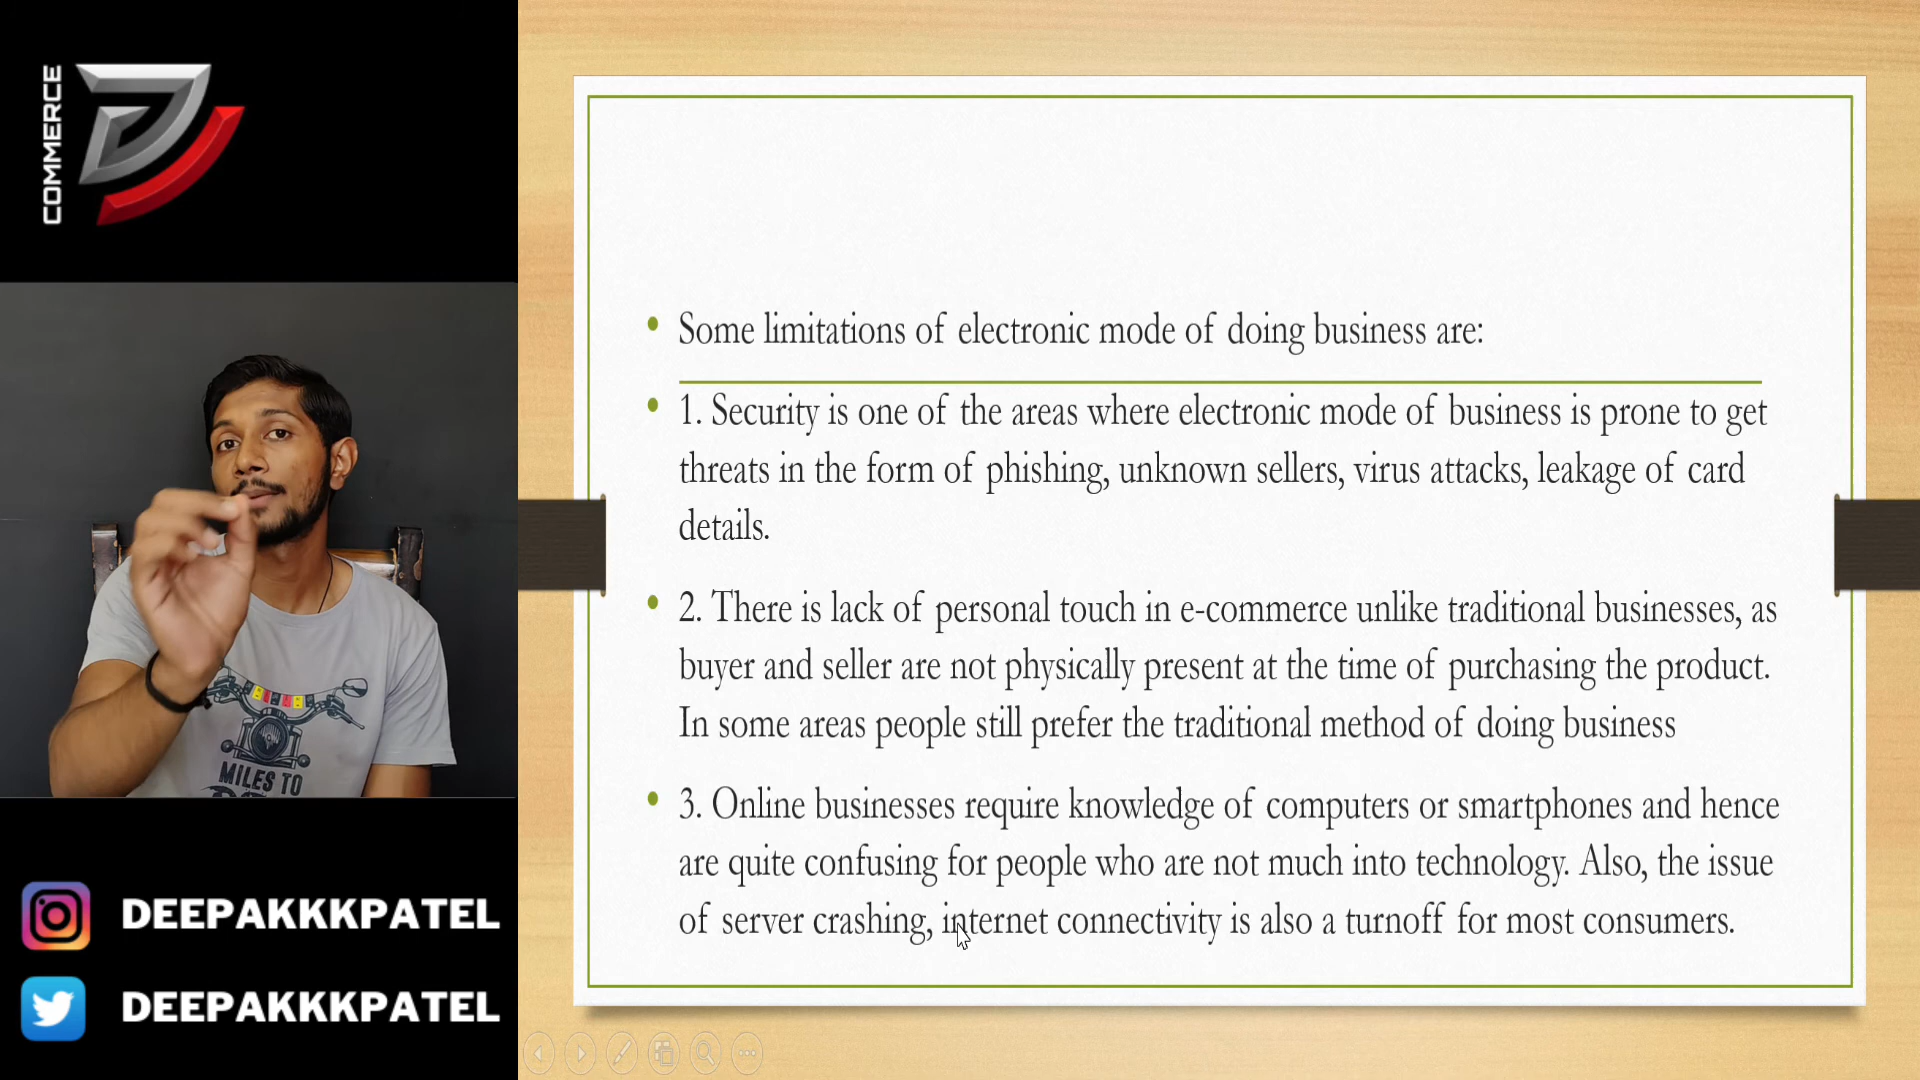 COMMERCE
MILES TO
DEEPAKKKPATEL
DEEPAKKKPATEL
• Some limitations of electronic mode of doing business are:
• 1. Security is one of the areas where electronic mode of business is prone to get
threats in the form of phishing, unknown sellers, virus attacks, leakage of card
details.
• 2. There is lack of personal touch in e-commerce unlike traditional businesses, as
buyer and seller are not physically present at the time of purchasing the product.
In some areas people still prefer the traditional method of doing business
• 3. Online businesses require knowledge of computers or smartphones and hence
are quite confusing for people who are not much into technology. Also, the issue
of server crashing, internet connectivity is also a turnoff for most consumers.